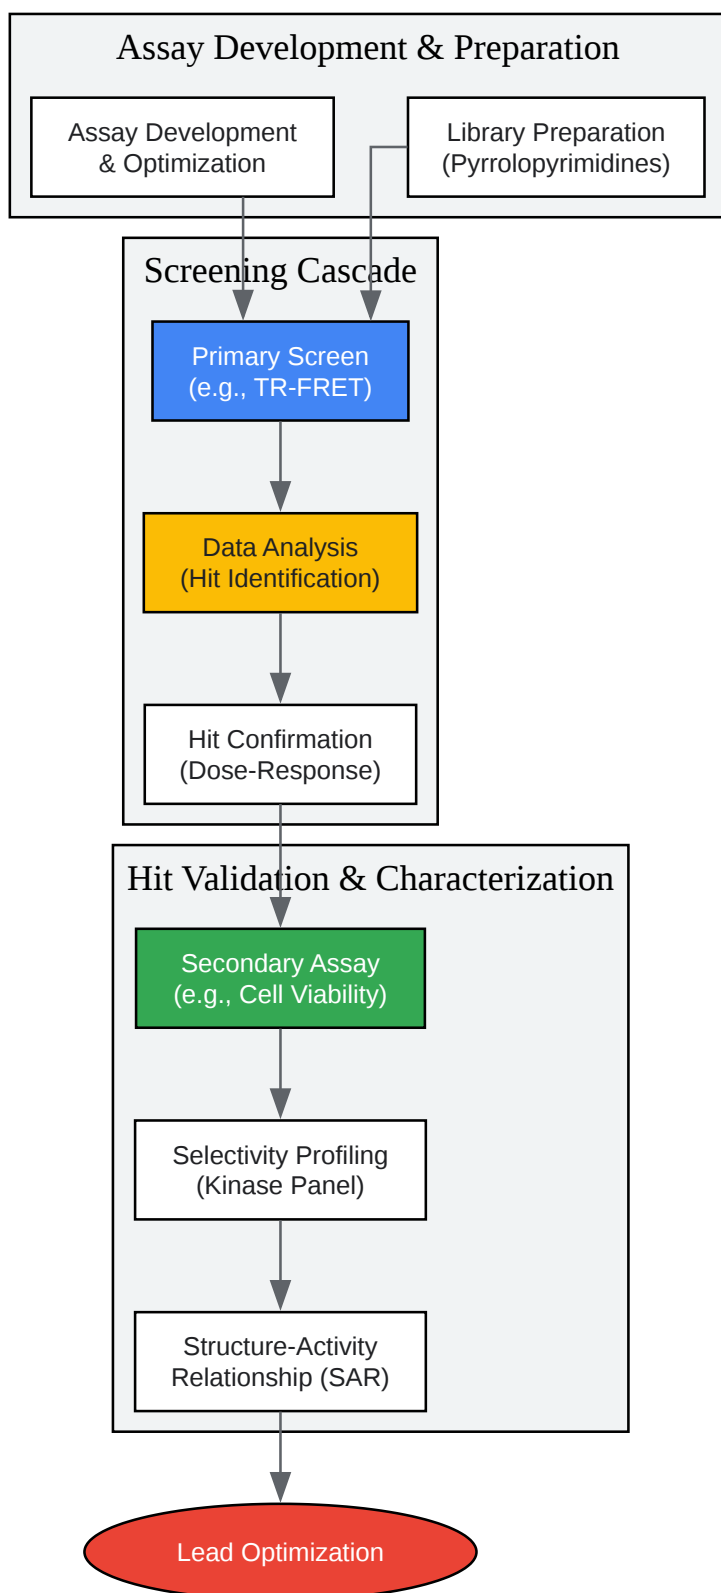 Assay Development & Preparation
Assay Development
& Optimization
Library Preparation
(Pyrrolopyrimidines)
Screening Cascade
Primary Screen
(e.g., TR-FRET)
Data Analysis
(Hit Identification)
Hit Confirmation
(Dose-Response)
Hit Validation & Characterization
Secondary Assay
(e.g., Cell Viability)
Selectivity Profiling
(Kinase Panel)
Structure-Activity
Relationship (SAR)
Lead Optimization